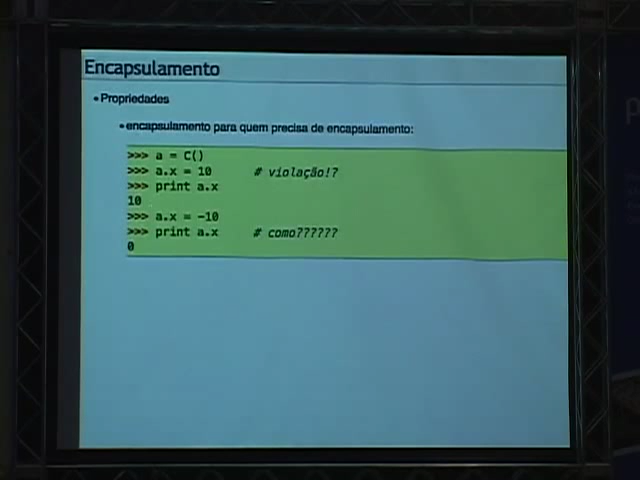 Encapsulamento
• Propriedades
• encapsulamento para quem precisa de encapsulamento:
>>> a = C()
>>> a.x = 10 # violação!?
>>> print a.x
10
>>> a.x = -10
>>> print a.x # como??????
0